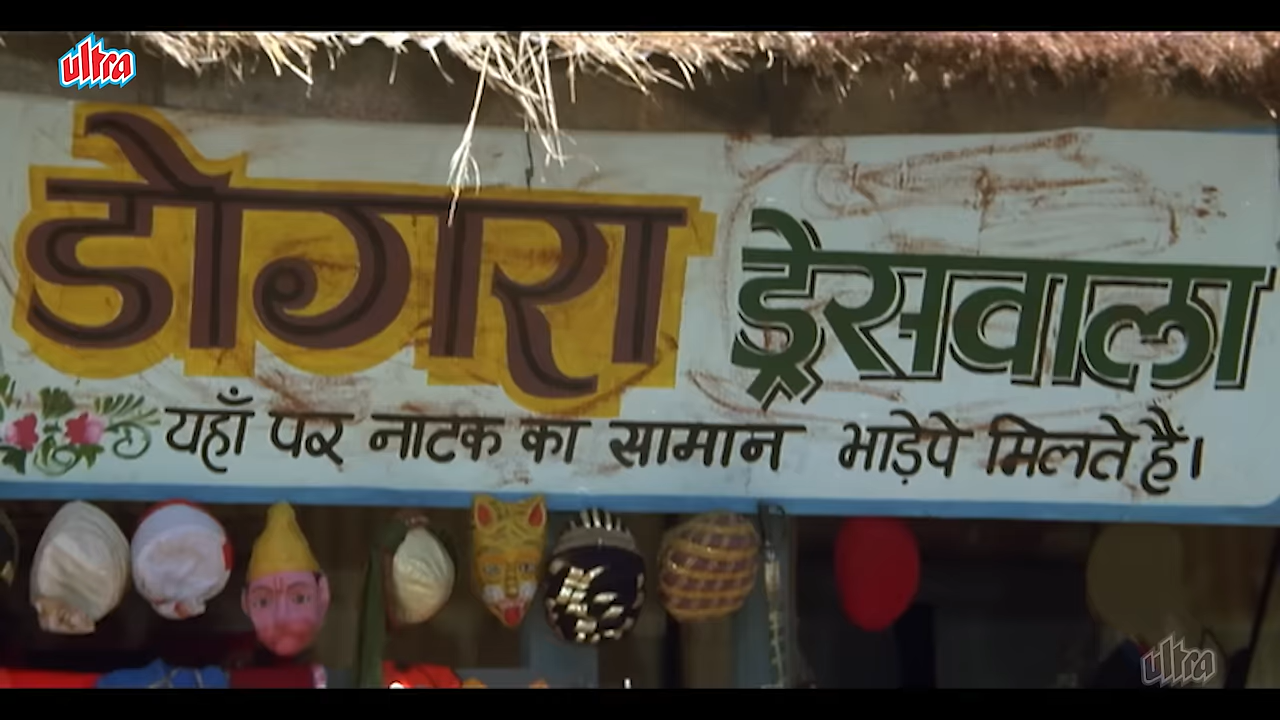 ultra
डोगरा ड्रेसवाला
यहाँ पर नाटक का सामान भाड़ेपे मिलते हैं।
ultra